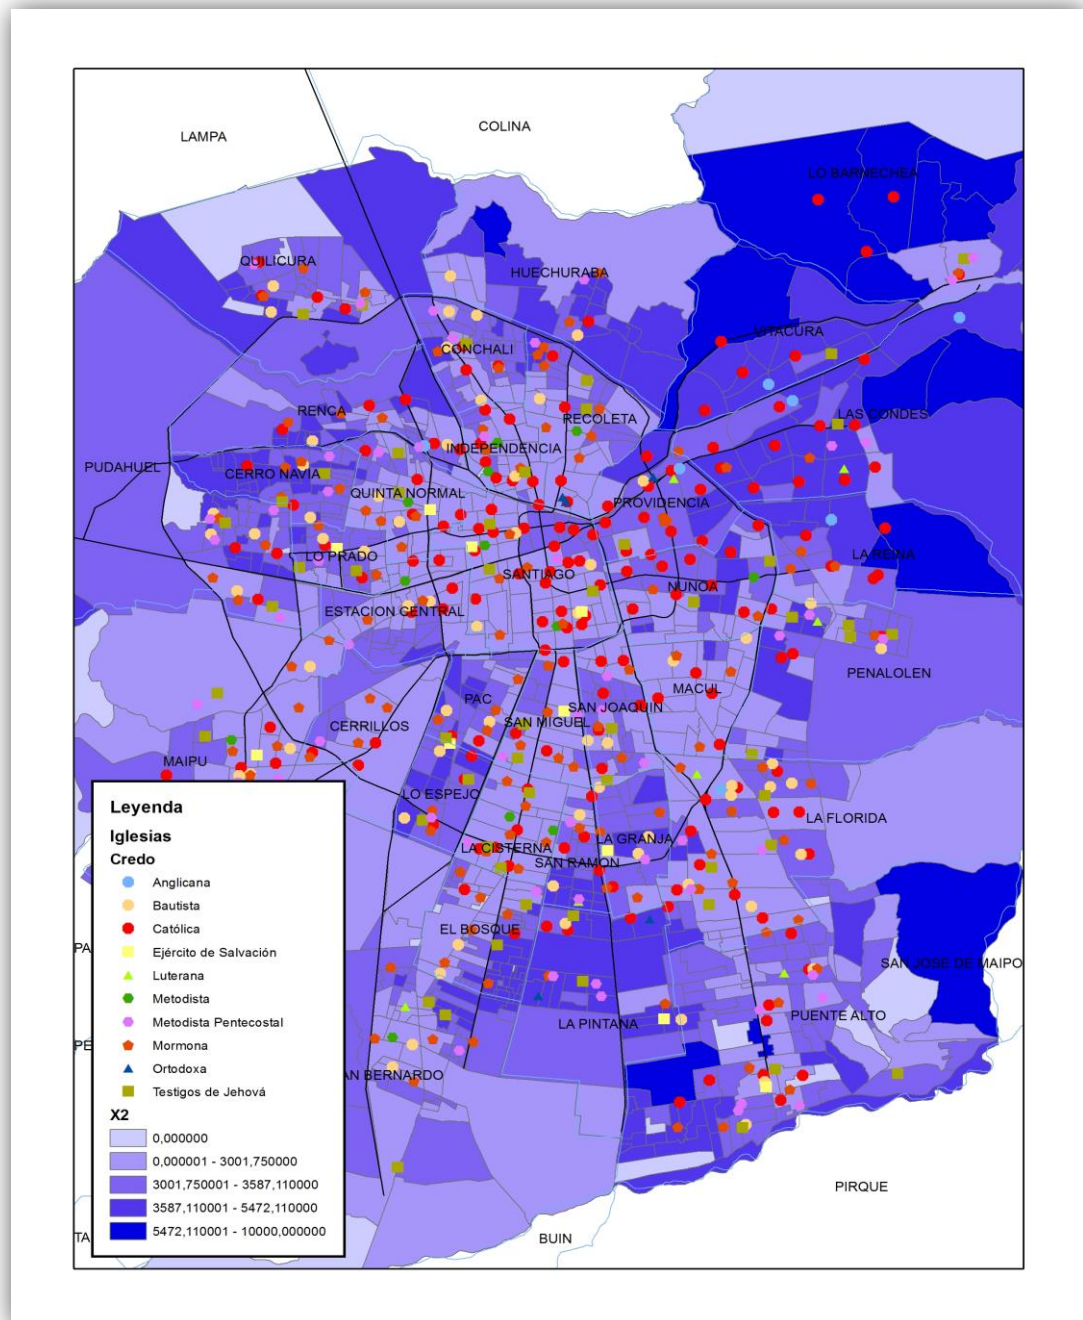 COLINA
LAMPA
LO BARNECHEA
QUILICURA
HUECHURABA
VITACURA
CONCHALI
RENCA
RECOLETA
LAS CONDES
INDEPENDENCIA
PUDAHUEL
CERRO NAVIA
QUINTA NORMAL
PROVIDENCIA
LO PRADO
LA REINA
SANTIAGO
NUNOA
ESTACION CENTRAL
PENALOLEN
MACUL
PAC
SAN JOAQUIN
SAN MIGUEL
CERRILLOS
MAIPU
LO ESPEJO
LA FLORIDA
LA GRANJA
LA CISTERNA
SAN RAMON
EL BOSQUE
PA
SAN JOSE DE MAIPO
PUENTE ALTO
LA PINTANA
PE
AN BERNARDO
PIRQUE
TA
BUIN
Leyenda
Iglesias
Credo
Anglicana
Bautista
Católica
Ejército de Salvación
Luterana
Metodista
Metodista Pentecostal
Mormona
Ortodoxa
Testigos de Jehová
X2
0,000000
0,000001 - 3001,750000
3001,750001 - 3587,110000
3587,110001 - 5472,110000
5472,110001 - 10000,000000